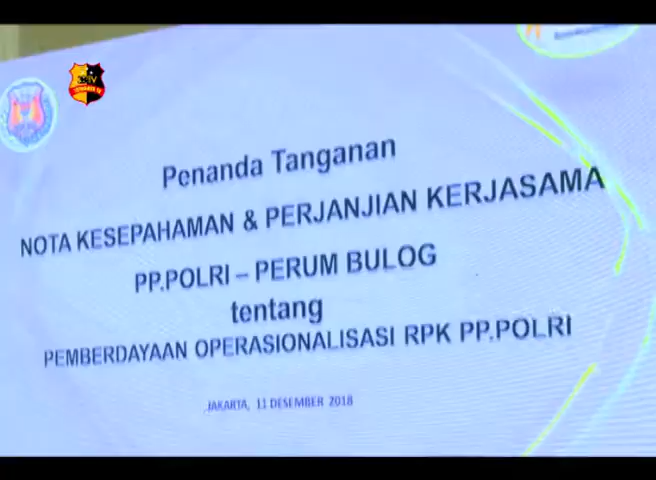 Penanda Tanganan
NOTA KESEPAHAMAN & PERJANJIAN KERJASAMA
PP.POLRI – PERUM BULOG
tentang
PEMBERDAYAAN OPERASIONALISASI RPK PP.POLRI
JAKARTA, 11 DESEMBER 2018